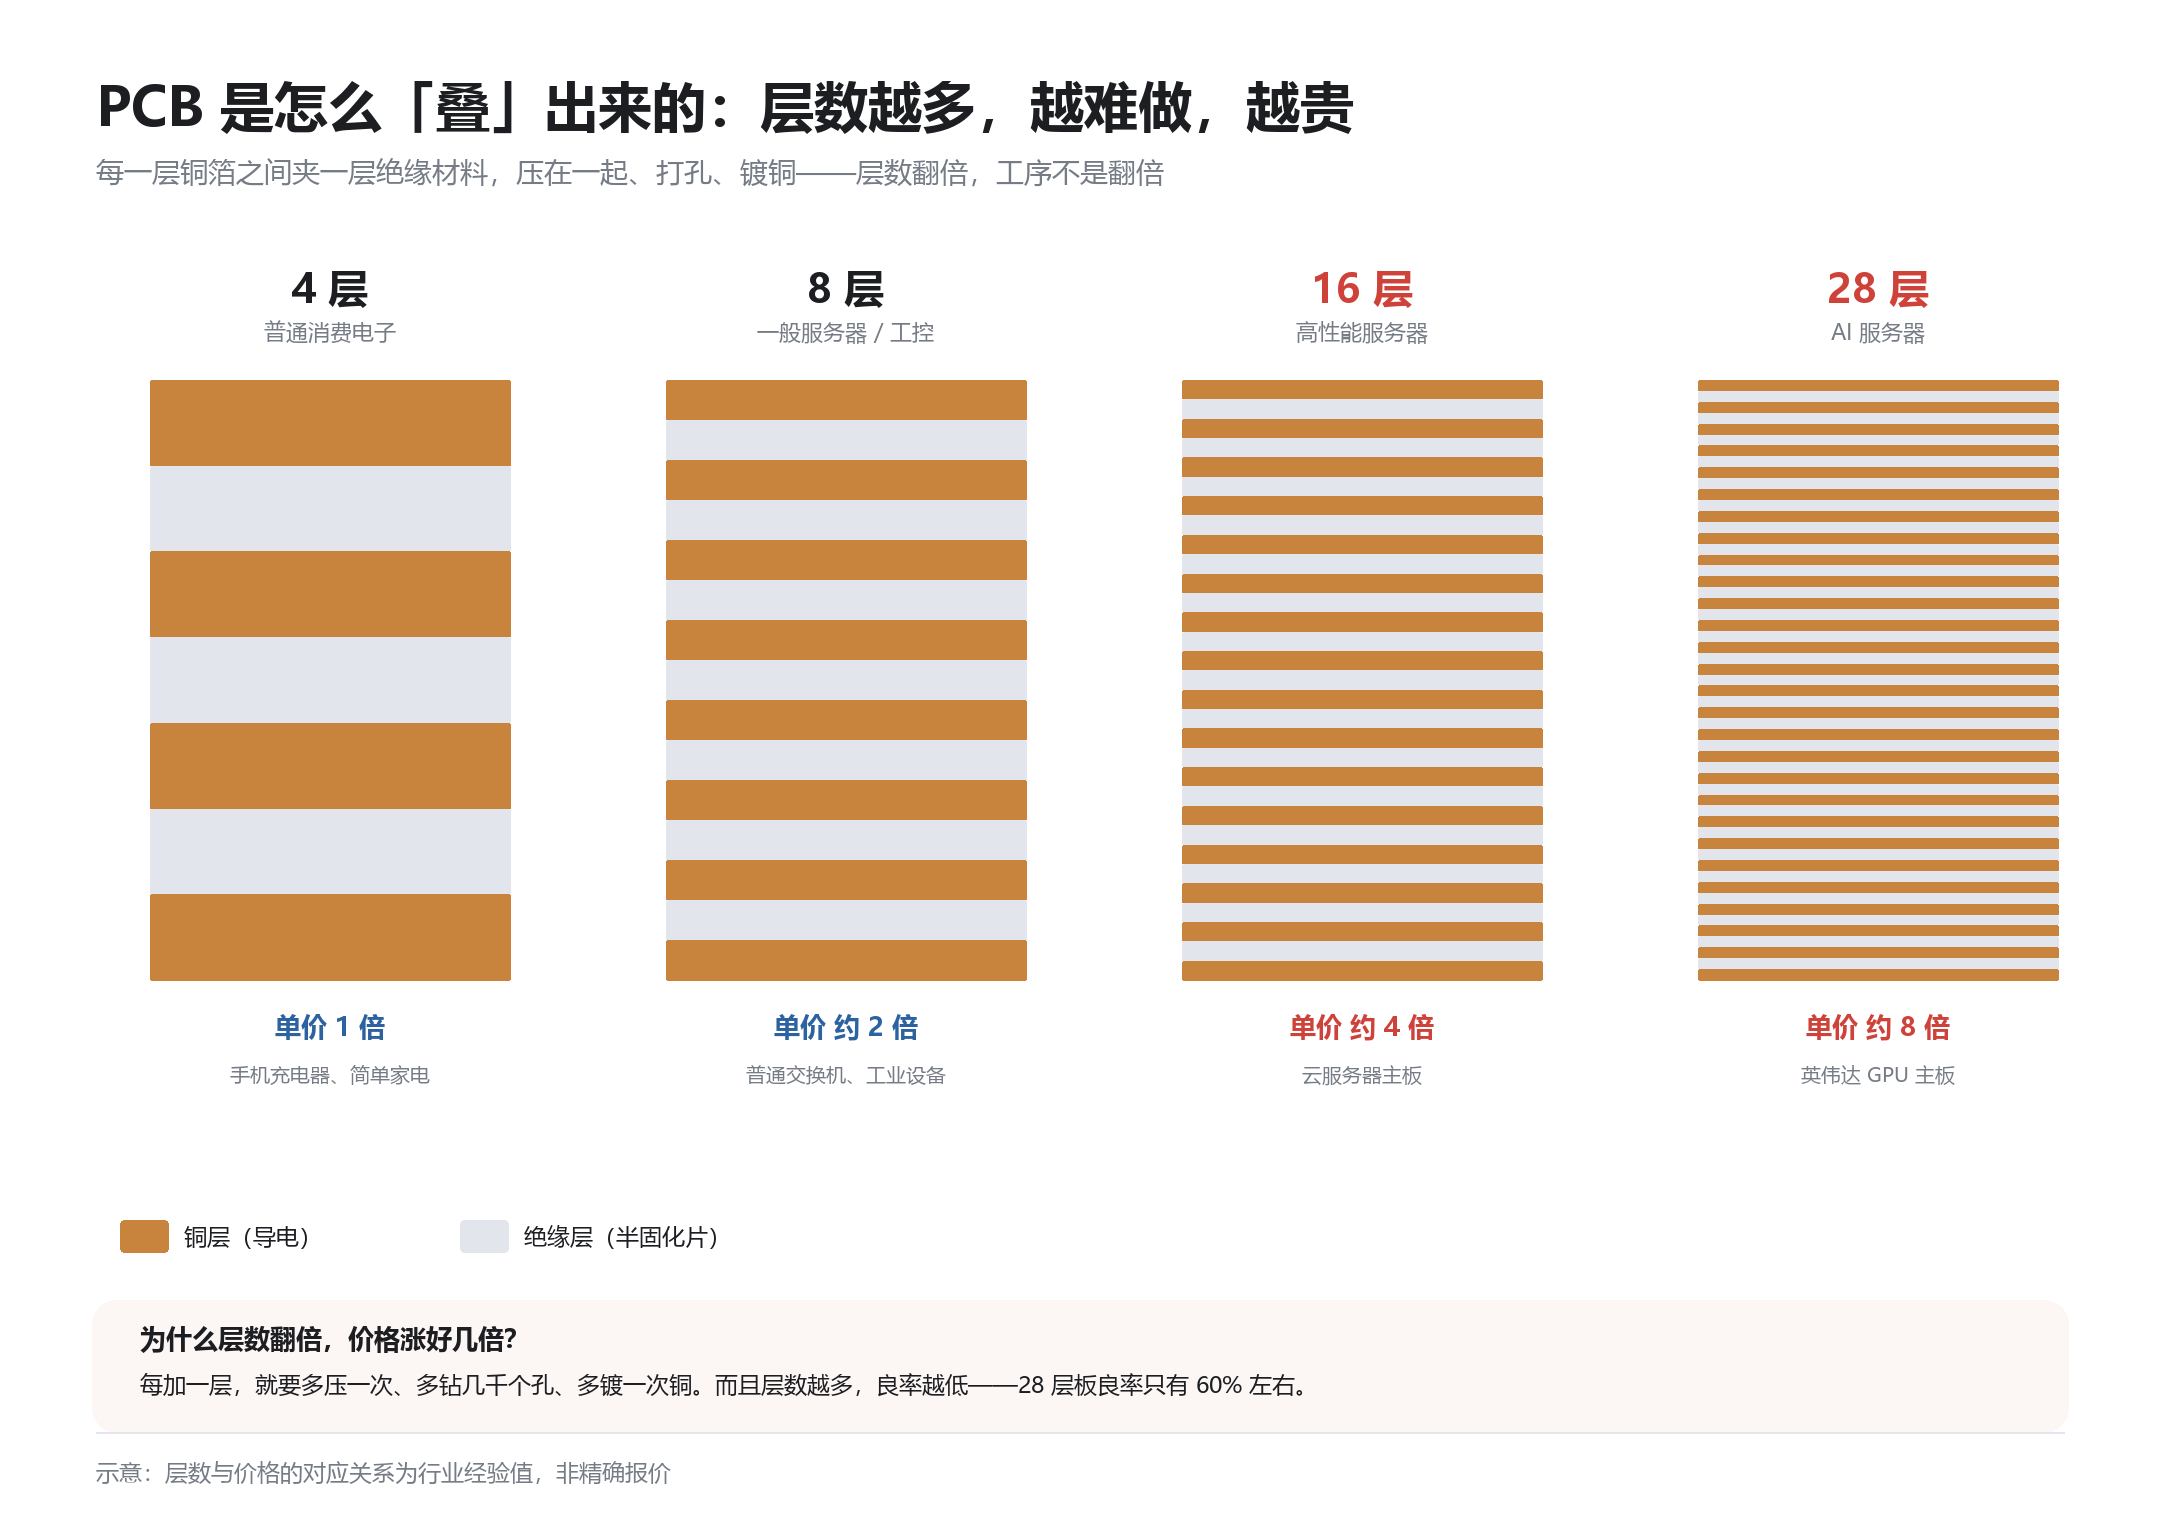 PCB 是怎么「叠」出来的：层数越多，越难做，越贵
每一层铜箔之间夹一层绝缘材料，压在一起、打孔、镀铜——层数翻倍，工序不是翻倍
4 层
普通消费电子
8 层
一般服务器 / 工控
16 层
高性能服务器
28 层
AI 服务器
单价 1 倍
手机充电器、简单家电
单价 约 2 倍
普通交换机、工业设备
单价 约 4 倍
云服务器主板
单价 约 8 倍
英伟达 GPU 主板
铜层（导电）
绝缘层（半固化片）
为什么层数翻倍，价格涨好几倍？
每加一层，就要多压一次、多钻几千个孔、多镀一次铜。而且层数越多，良率越低——28 层板良率只有 60% 左右。
示意：层数与价格的对应关系为行业经验值，非精确报价